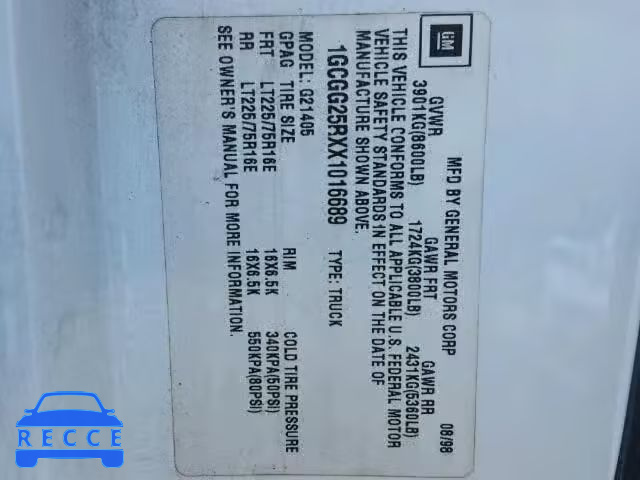 GM
MFD BY GENERAL MOTORS CORP 08/98
GVWR GAWR FRT GAWR RR
3901KG(8600LB) 1724KG(3800LB) 2431KG(5360LB)
THIS VEHICLE CONFORMS TO ALL APPLICABLE U.S. FEDERAL MOTOR
VEHICLE SAFETY STANDARDS IN EFFECT ON THE DATE OF
MANUFACTURE SHOWN ABOVE.
1GCGG25RXX1016689 TYPE: TRUCK
MODEL: G21405
GPAG TIRE SIZE RIM COLD TIRE PRESSURE
FRT LT225/75R16E 16X6.5K 340KPA(50PSI)
RR LT225/75R16E 16X6.5K 550KPA(80PSI)
SEE OWNER'S MANUAL FOR MORE INFORMATION.
RECCE